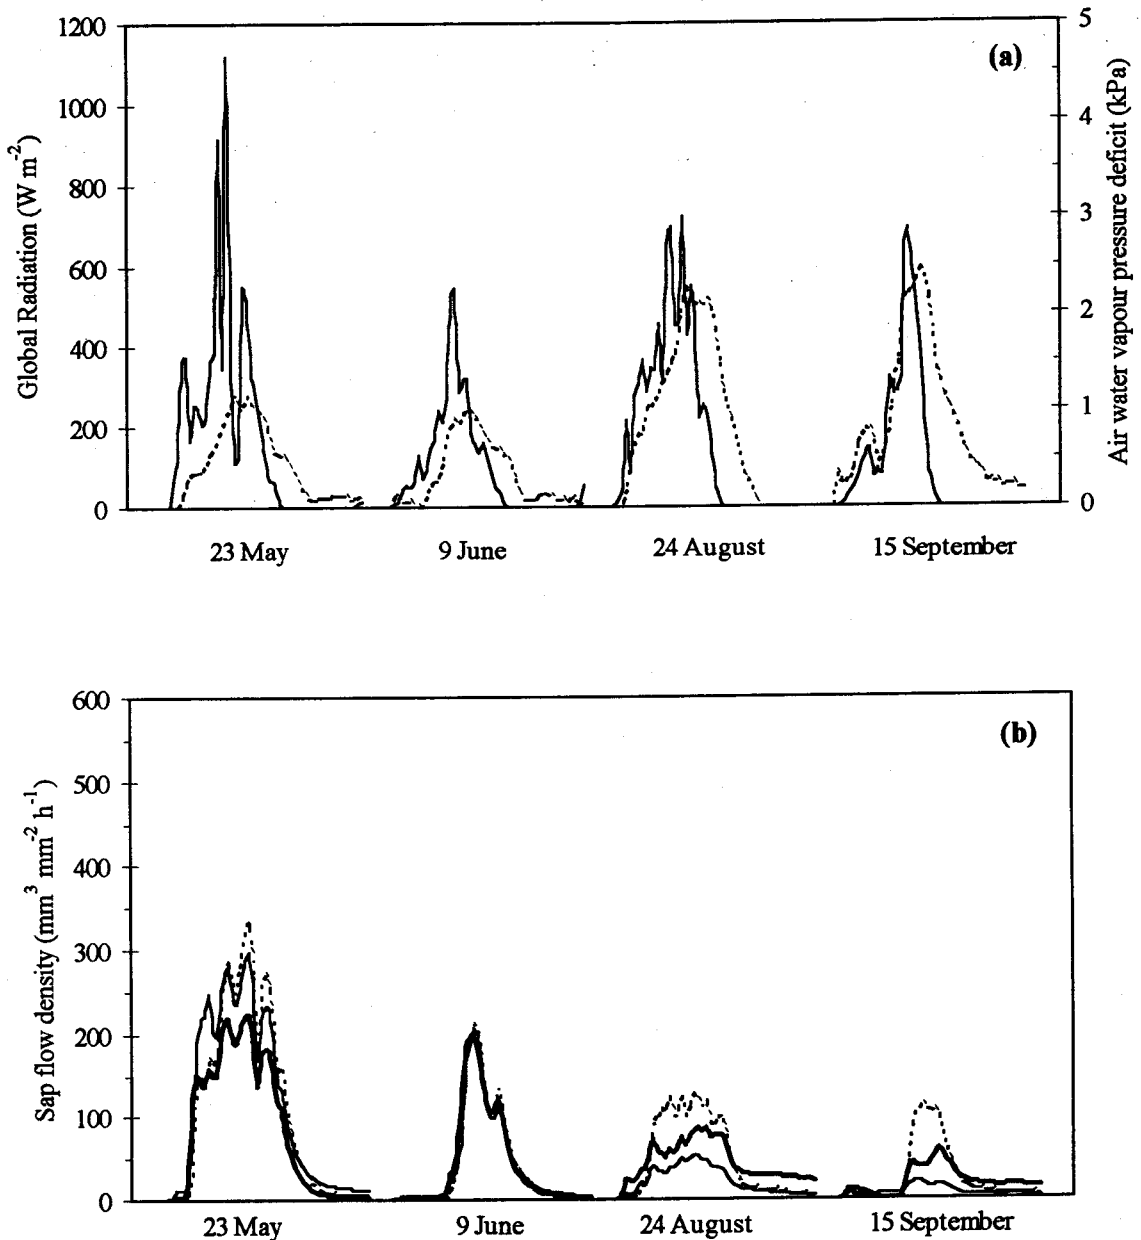 (a)
Global Radiation (W m⁻²)
1200
1000
800
600
400
200
0
Air water vapour pressure deficit (kPa)
5
4
3
2
1
0
23 May
9 June
24 August
15 September
(b)
Sap flow density (mm³ mm⁻² h⁻¹)
600
500
400
300
200
100
0
23 May
9 June
24 August
15 September